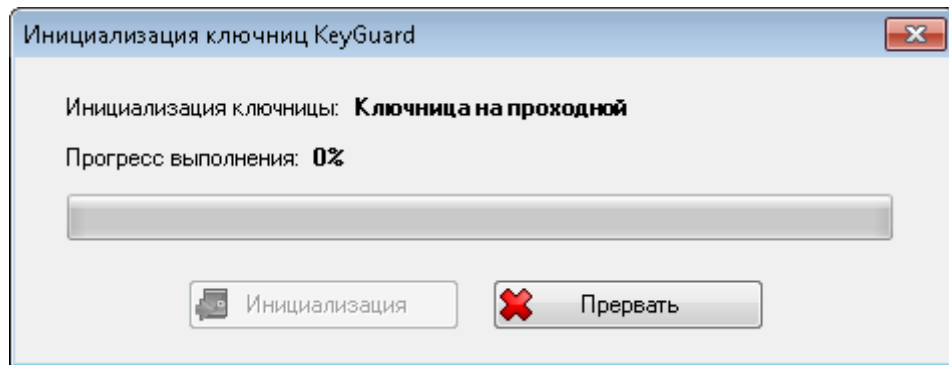 Инициализация ключниц KeyGuard
Инициализация ключницы: Ключница на проходной
Прогресс выполнения: 0%
Инициализация Прервать